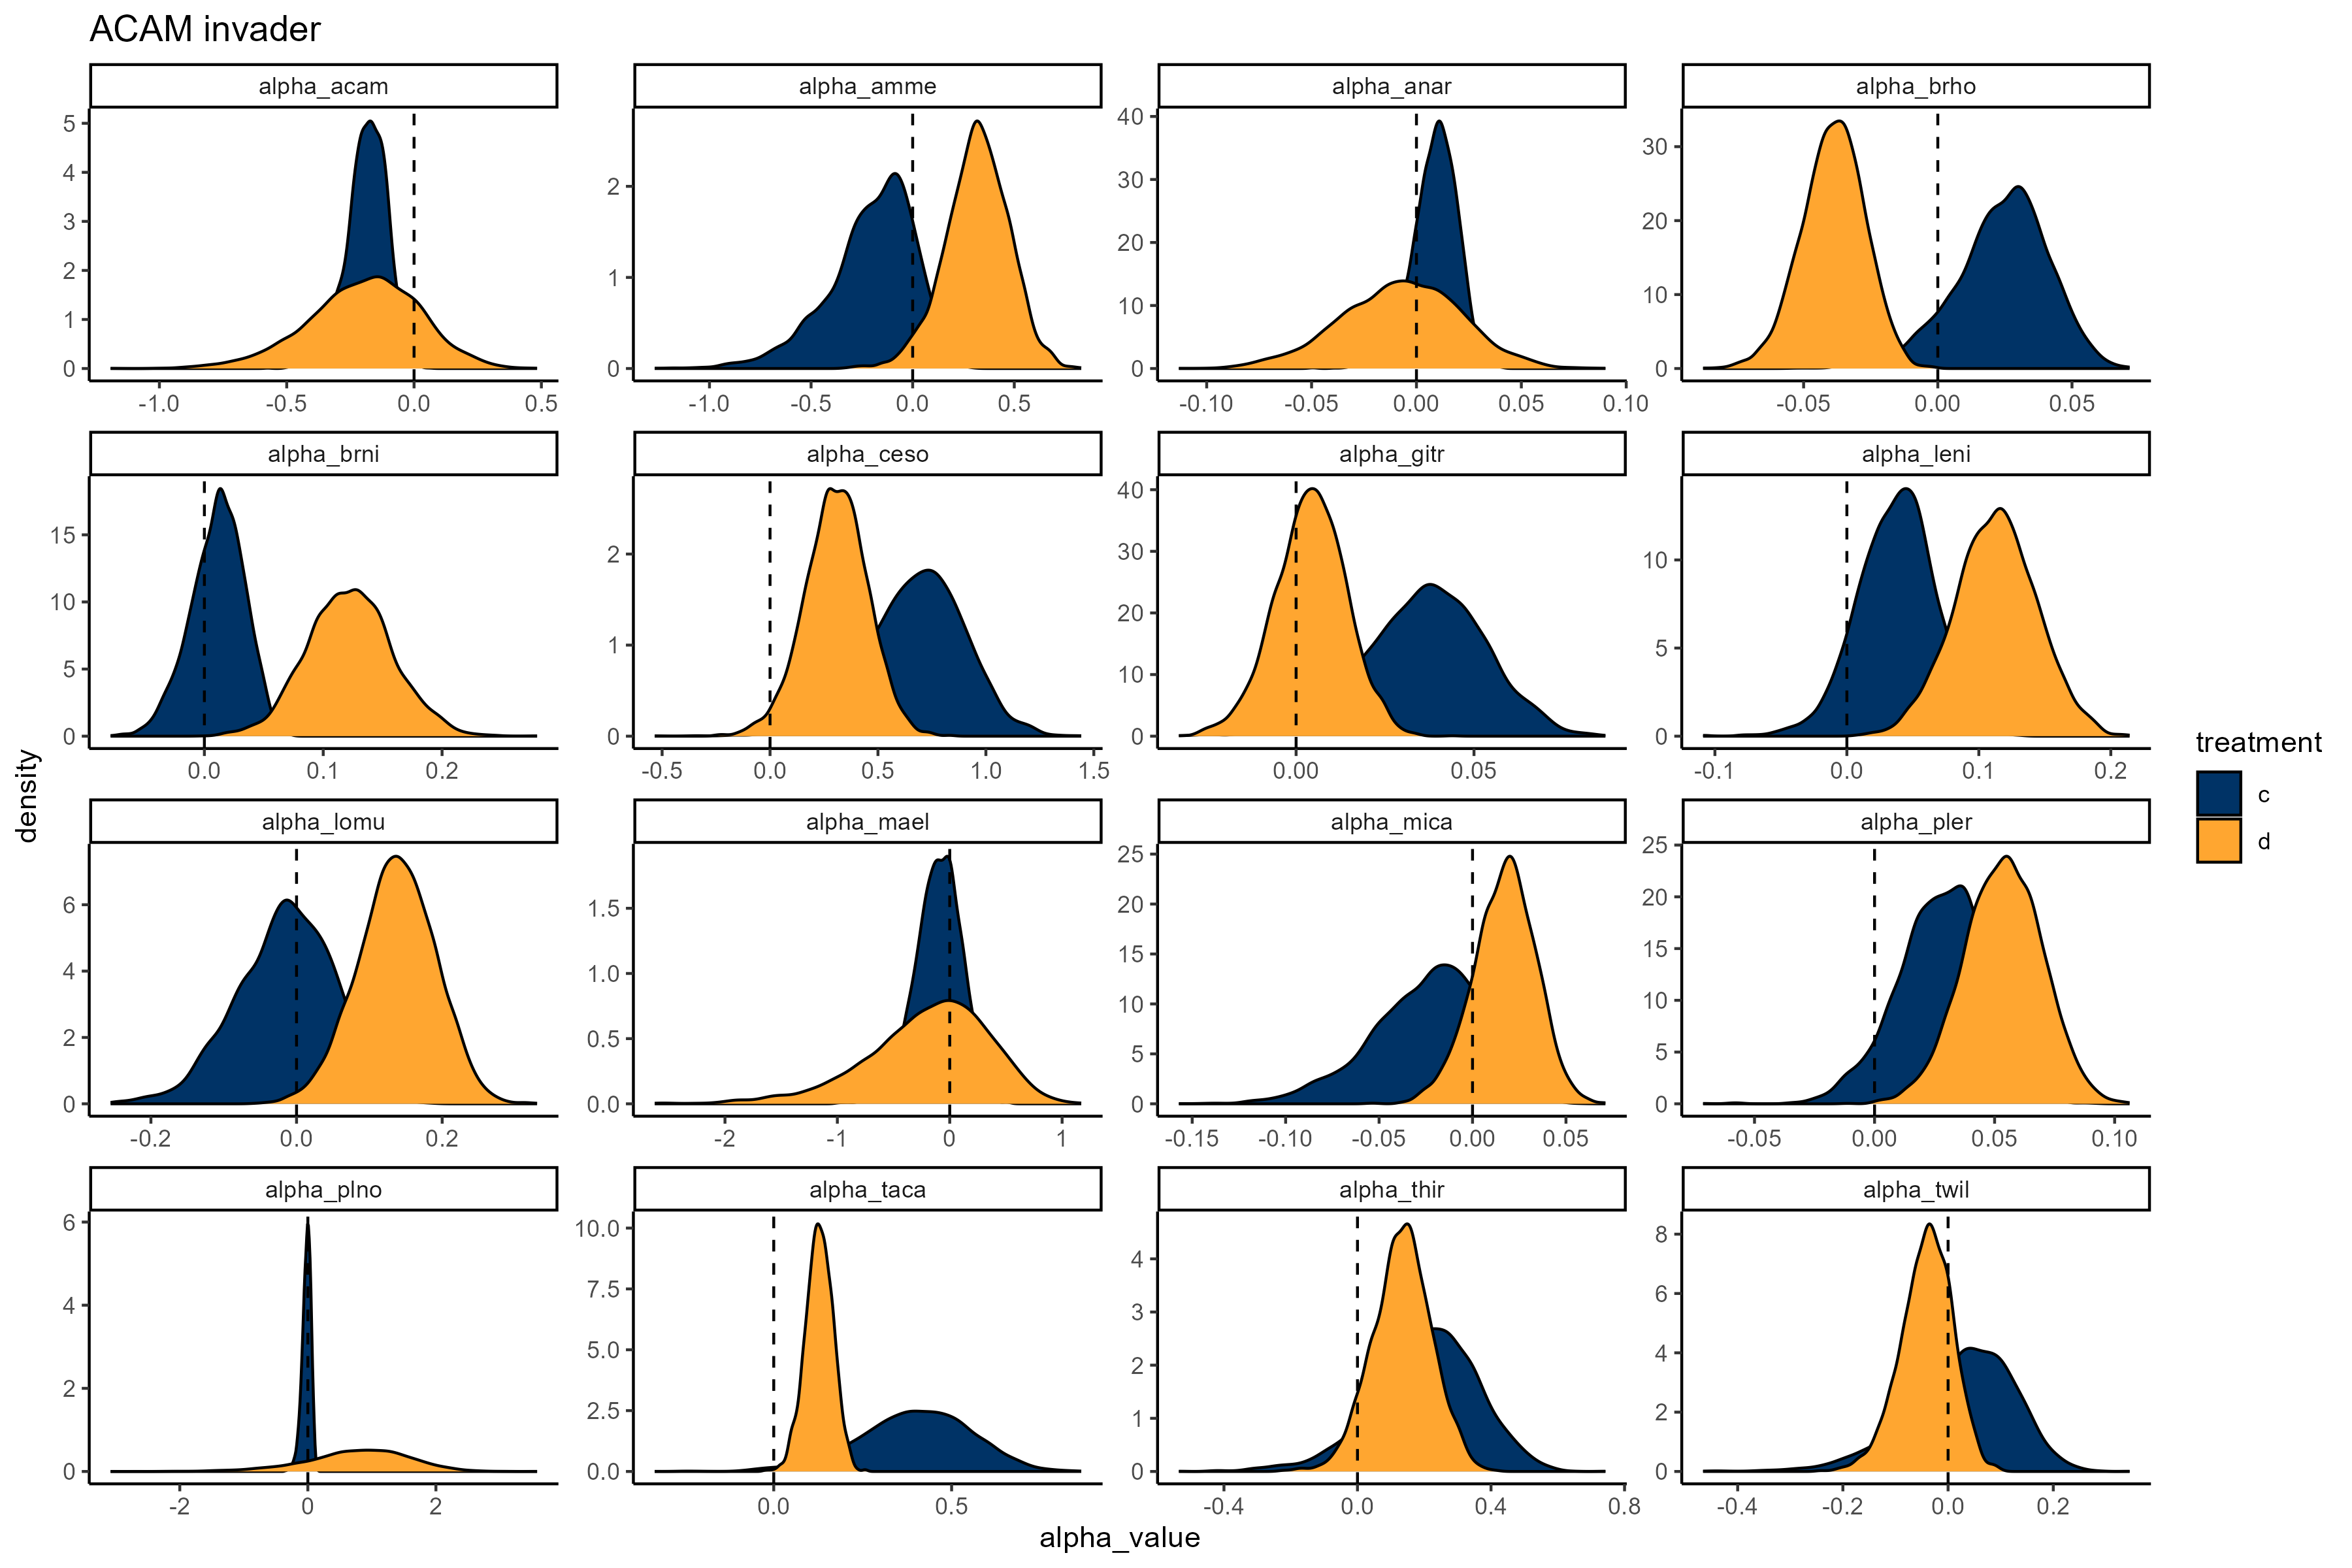 ACAM invader
alpha_acam alpha_amme alpha_anar alpha_brho
5 4 3 2 1 0
-1.0 -0.5 0.0 0.5
2 1 0
-1.0 -0.5 0.0 0.5
40 30 20 10 0
-0.10 -0.05 0.00 0.05 0.10
30 20 10 0
-0.05 0.00 0.05
alpha_brni alpha_ceso alpha_gitr alpha_leni
15 10 5 0
0.0 0.1 0.2
2 1 0
-0.5 0.0 0.5 1.0 1.5
40 30 20 10 0
0.00 0.05
10 5 0
-0.1 0.0 0.1 0.2
alpha_lomu alpha_mael alpha_mica alpha_pler
6 4 2 0
-0.2 0.0 0.2
1.5 1.0 0.5 0.0
-2 -1 0 1
25 20 15 10 5 0
-0.15 -0.10 -0.05 0.00 0.05
25 20 15 10 5 0
-0.05 0.00 0.05 0.10
alpha_plno alpha_taca alpha_thir alpha_twil
6 4 2 0
-2 0 2
10.0 7.5 5.0 2.5 0.0
0.0 0.5
4 3 2 1 0
-0.4 0.0 0.4 0.8
8 6 4 2 0
-0.4 -0.2 0.0 0.2
density
alpha_value
treatment
c
d